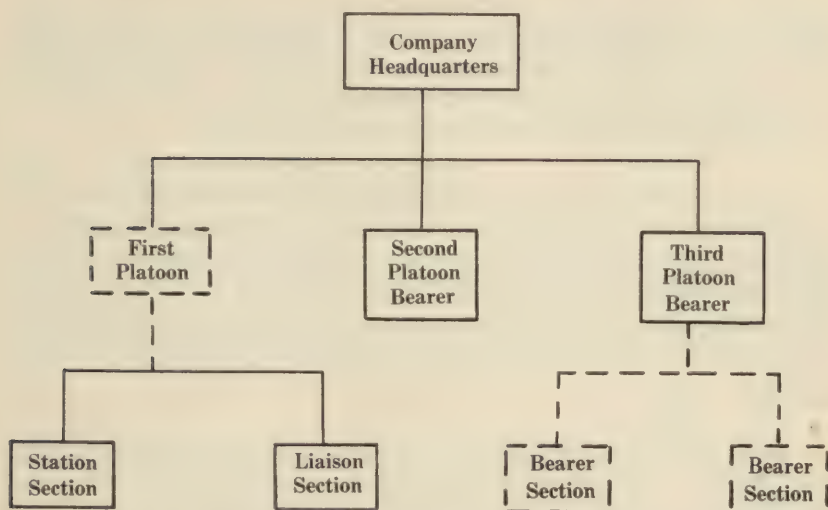 Company
Headquarters
First
Platoon
Second
Platoon
Bearer
Third
Platoon
Bearer
Station
Section
Liaison
Section
Bearer
Section
Bearer
Section